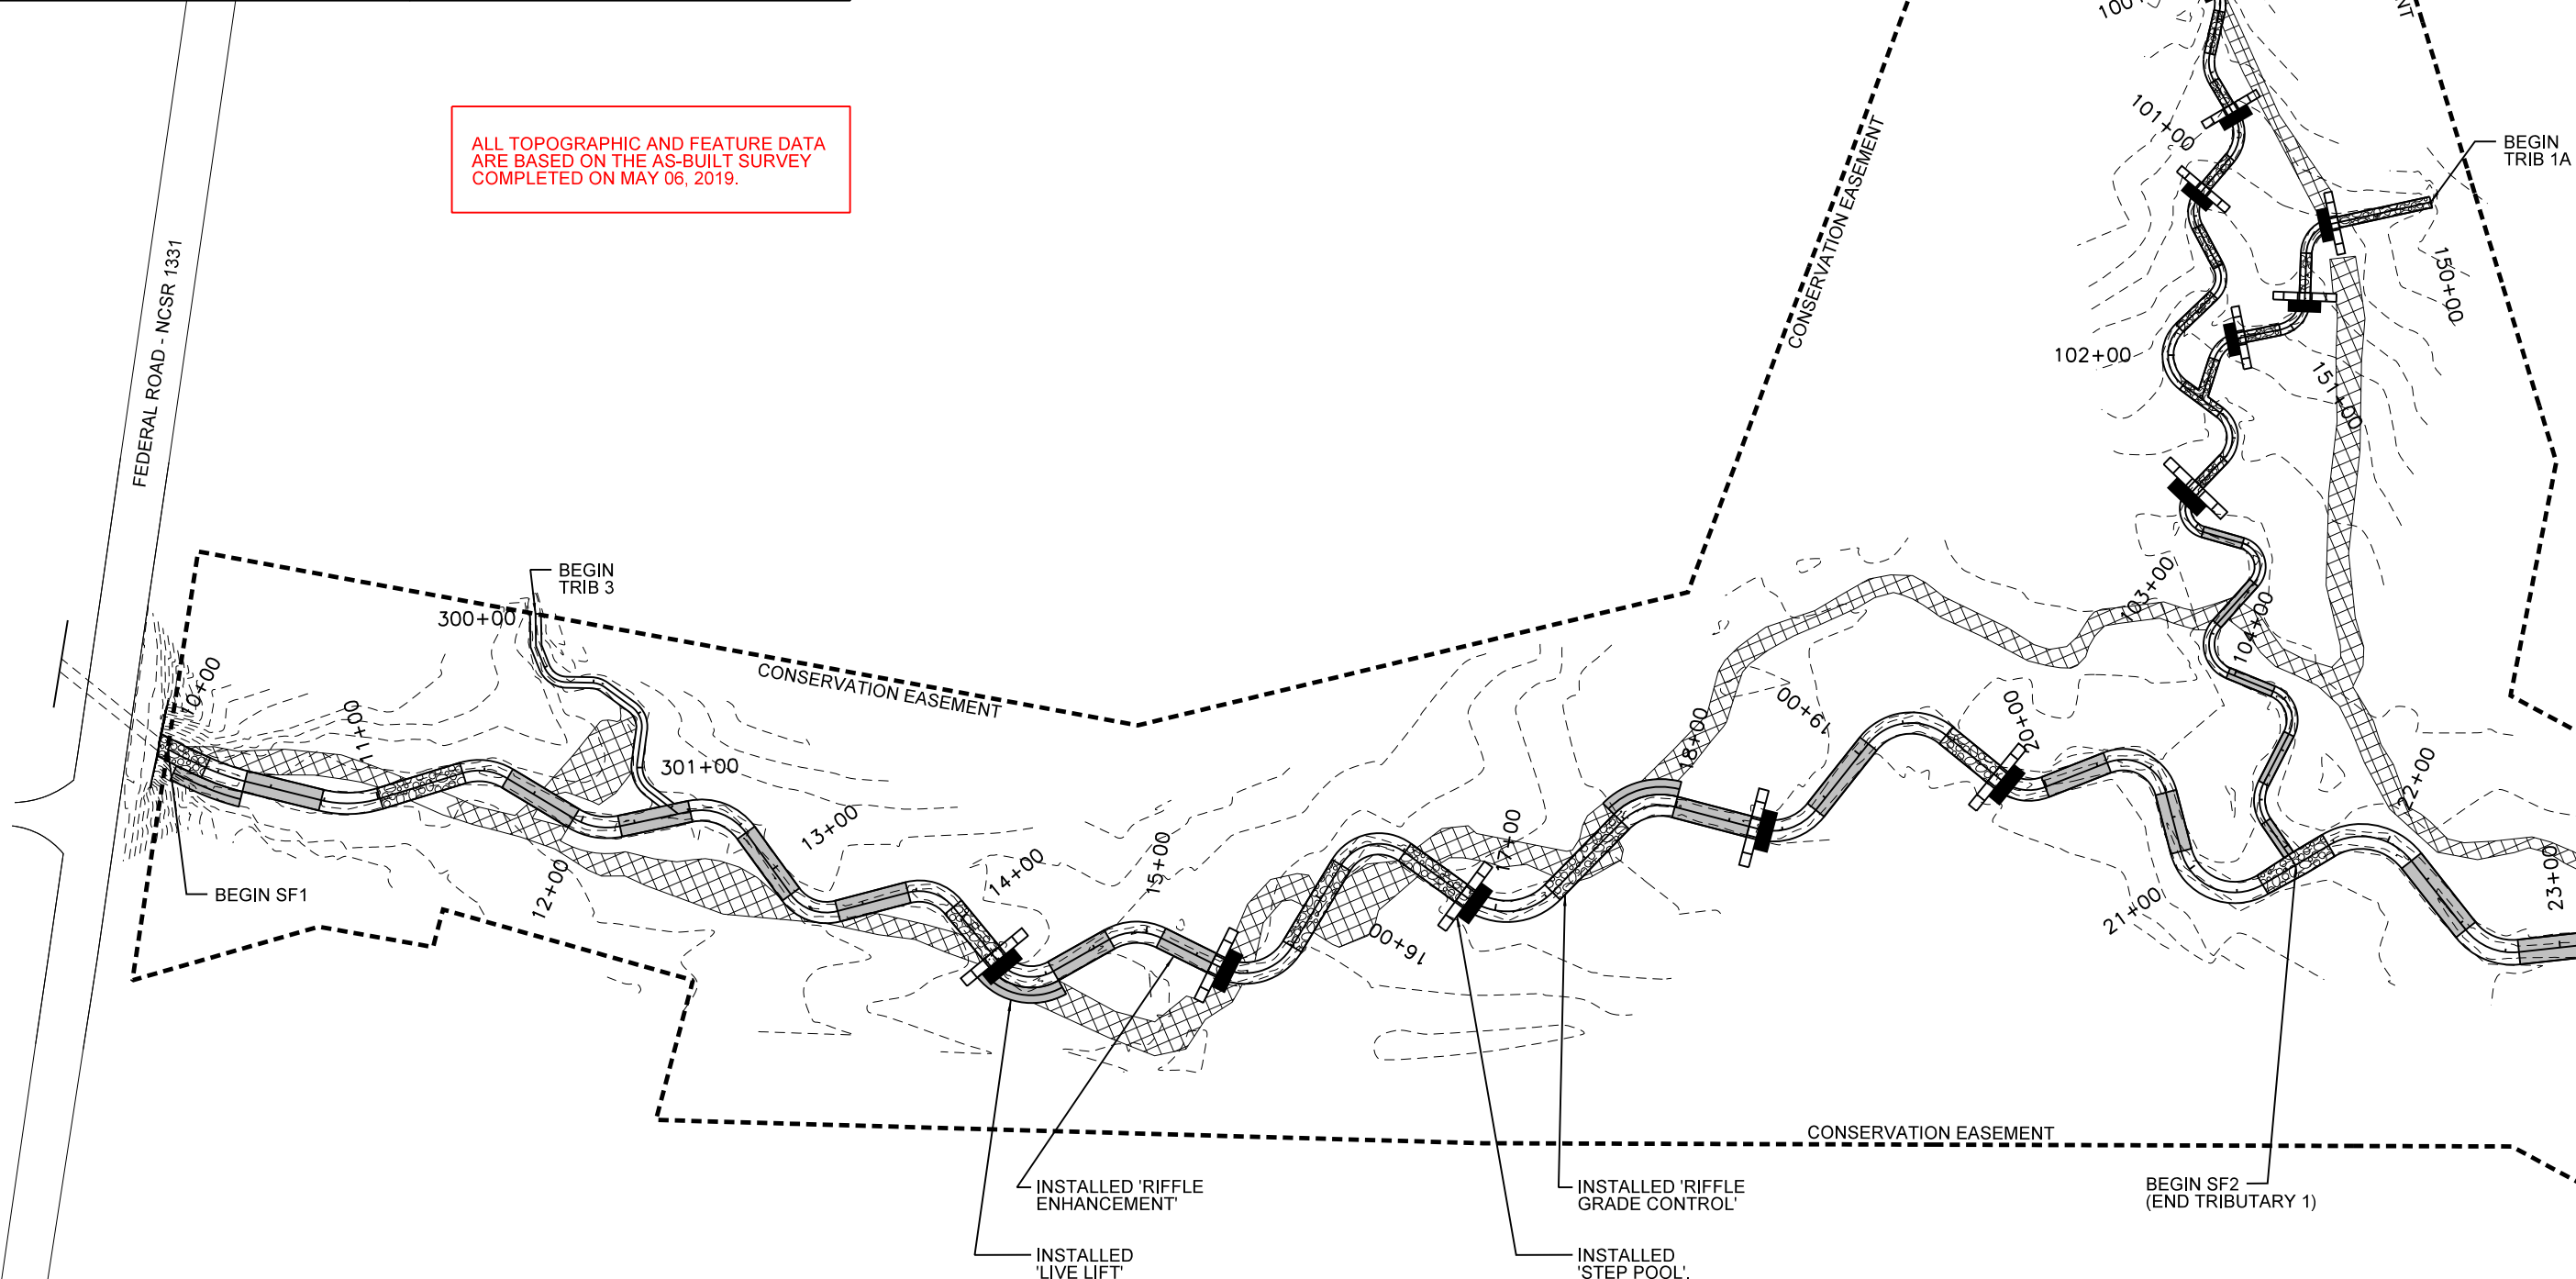 ALL TOPOGRAPHIC AND FEATURE DATA
ARE BASED ON THE AS-BUILT SURVEY
COMPLETED ON MAY 06, 2019.
FEDERAL ROAD - NCSR 1331
CONSERVATION EASEMENT
101+00
BEGIN
TRIB 1A
150+00
102+00
151+00
BEGIN
TRIB 3
300+00
CONSERVATION EASEMENT
103+00
104+00
10+00
11+00
301+00
13+00
12+00
14+00
15+00
16+00
17+00
18+00
19+00
20+00
21+00
22+00
23+00
BEGIN SF1
CONSERVATION EASEMENT
INSTALLED 'RIFFLE
ENHANCEMENT'
INSTALLED
'LIVE LIFT'
INSTALLED 'RIFFLE
GRADE CONTROL'
INSTALLED
'STEP POOL'.
BEGIN SF2
(END TRIBUTARY 1)